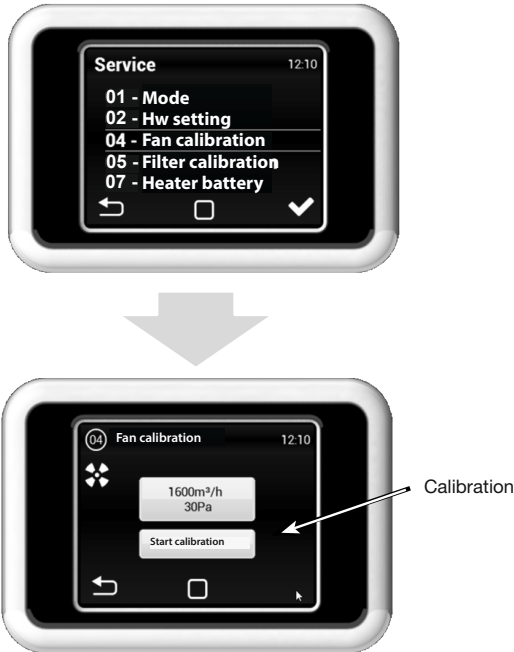 Service 12:10
01 - Mode
02 - Hw setting
04 - Fan calibration
05 - Filter calibration
07 - Heater battery
04 Fan calibration 12:10
1600m³/h
30Pa
Start calibration
Calibration